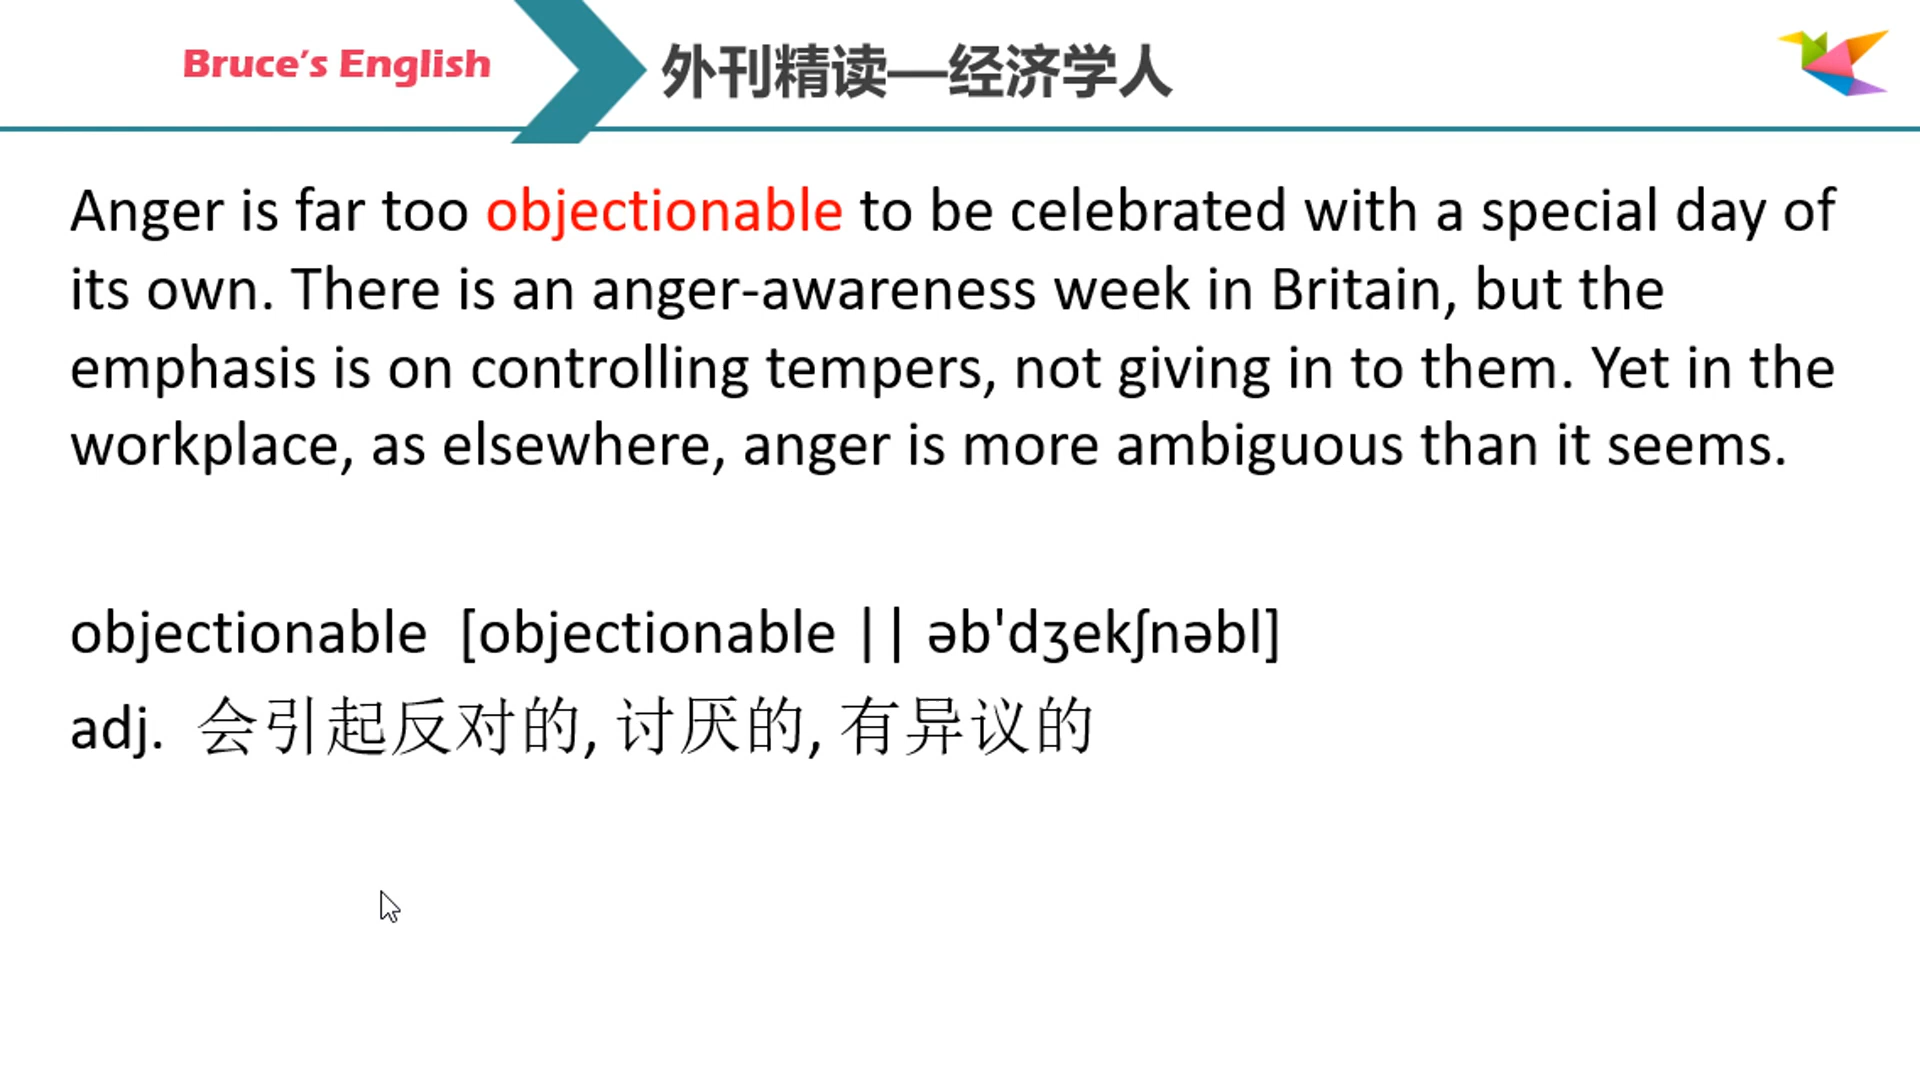 Bruce's English
外刊精读—经济学人
Anger is far too objectionable to be celebrated with a special day of
its own. There is an anger-awareness week in Britain, but the
emphasis is on controlling tempers, not giving in to them. Yet in the
workplace, as elsewhere, anger is more ambiguous than it seems.
objectionable [objectionable || əb'dʒekʃnəbl]
adj. 会引起反对的, 讨厌的, 有异议的